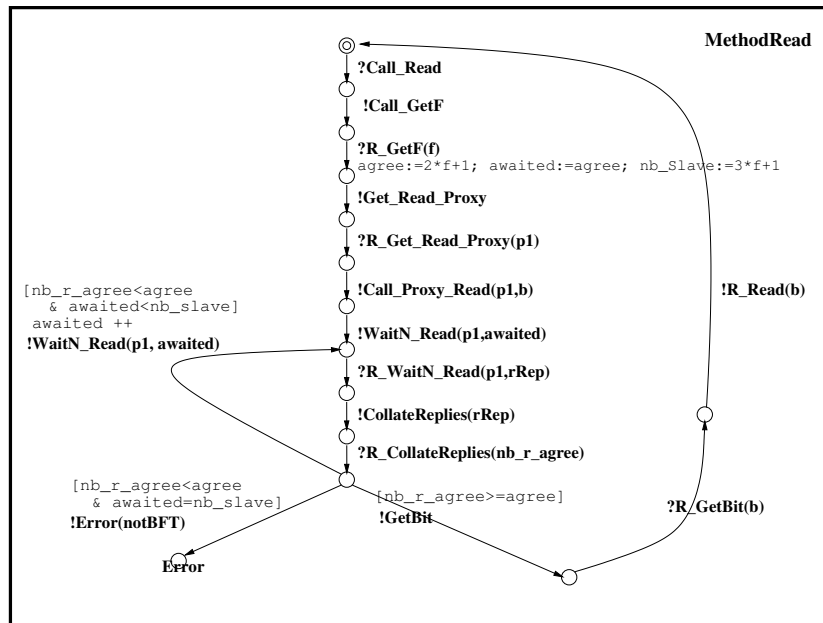 MethodRead
?Call_Read
!Call_GetF
?R_GetF(f)
agree:=2*f+1; awaited:=agree; nb_Slave:=3*f+1
!Get_Read_Proxy
?R_Get_Read_Proxy(p1)
!Call_Proxy_Read(p1,b)
!WaitN_Read(p1,awaited)
?R_WaitN_Read(p1,rRep)
!CollateReplies(rRep)
?R_CollateReplies(nb_r_agree)
[nb_r_agree<agree
& awaited<nb_slave]
awaited ++
!WaitN_Read(p1, awaited)
[nb_r_agree<agree
& awaited=nb_slave]
!Error(notBFT)
Error
[nb_r_agree>=agree]
!GetBit
?R_GetBit(b)
!R_Read(b)